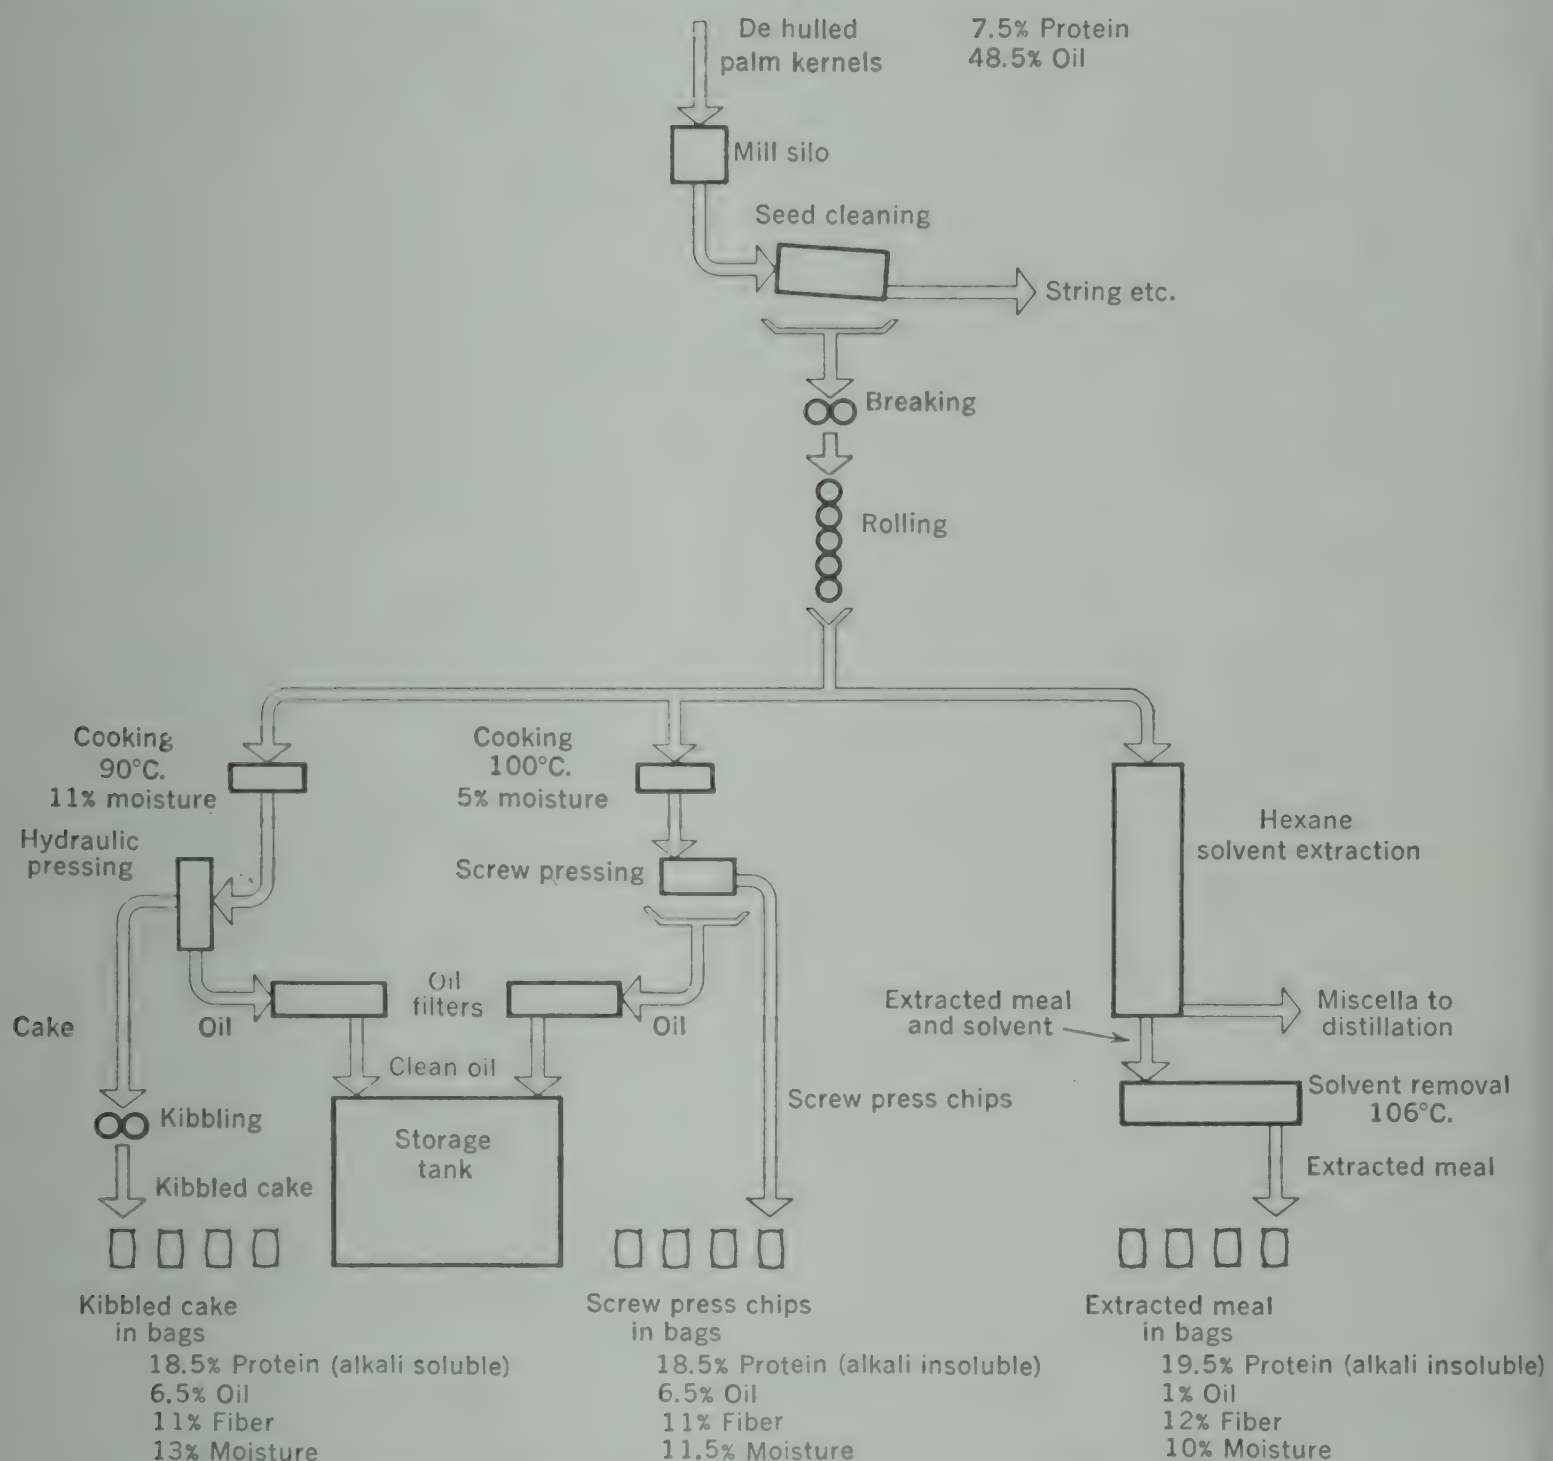 De hulled
palm kernels
7.5% Protein
48.5% Oil
Mill silo
Seed cleaning
String etc.
Breaking
Rolling
Cooking
90°C.
11% moisture
Cooking
100°C.
5% moisture
Hydraulic
pressing
Screw pressing
Hexane
solvent extraction
Oil
filters
Cake
Oil
Oil
Extracted meal
and solvent
Miscella to
distillation
Clean oil
Solvent removal
106°C.
Screw press chips
Kibbling
Storage
tank
Extracted meal
Kibbled cake
Kibbled cake
in bags
18.5% Protein (alkali soluble)
6.5% Oil
11% Fiber
13% Moisture
Screw press chips
in bags
18.5% Protein (alkali insoluble)
6.5% Oil
11% Fiber
11.5% Moisture
Extracted meal
in bags
19.5% Protein (alkali insoluble)
1% Oil
12% Fiber
10% Moisture